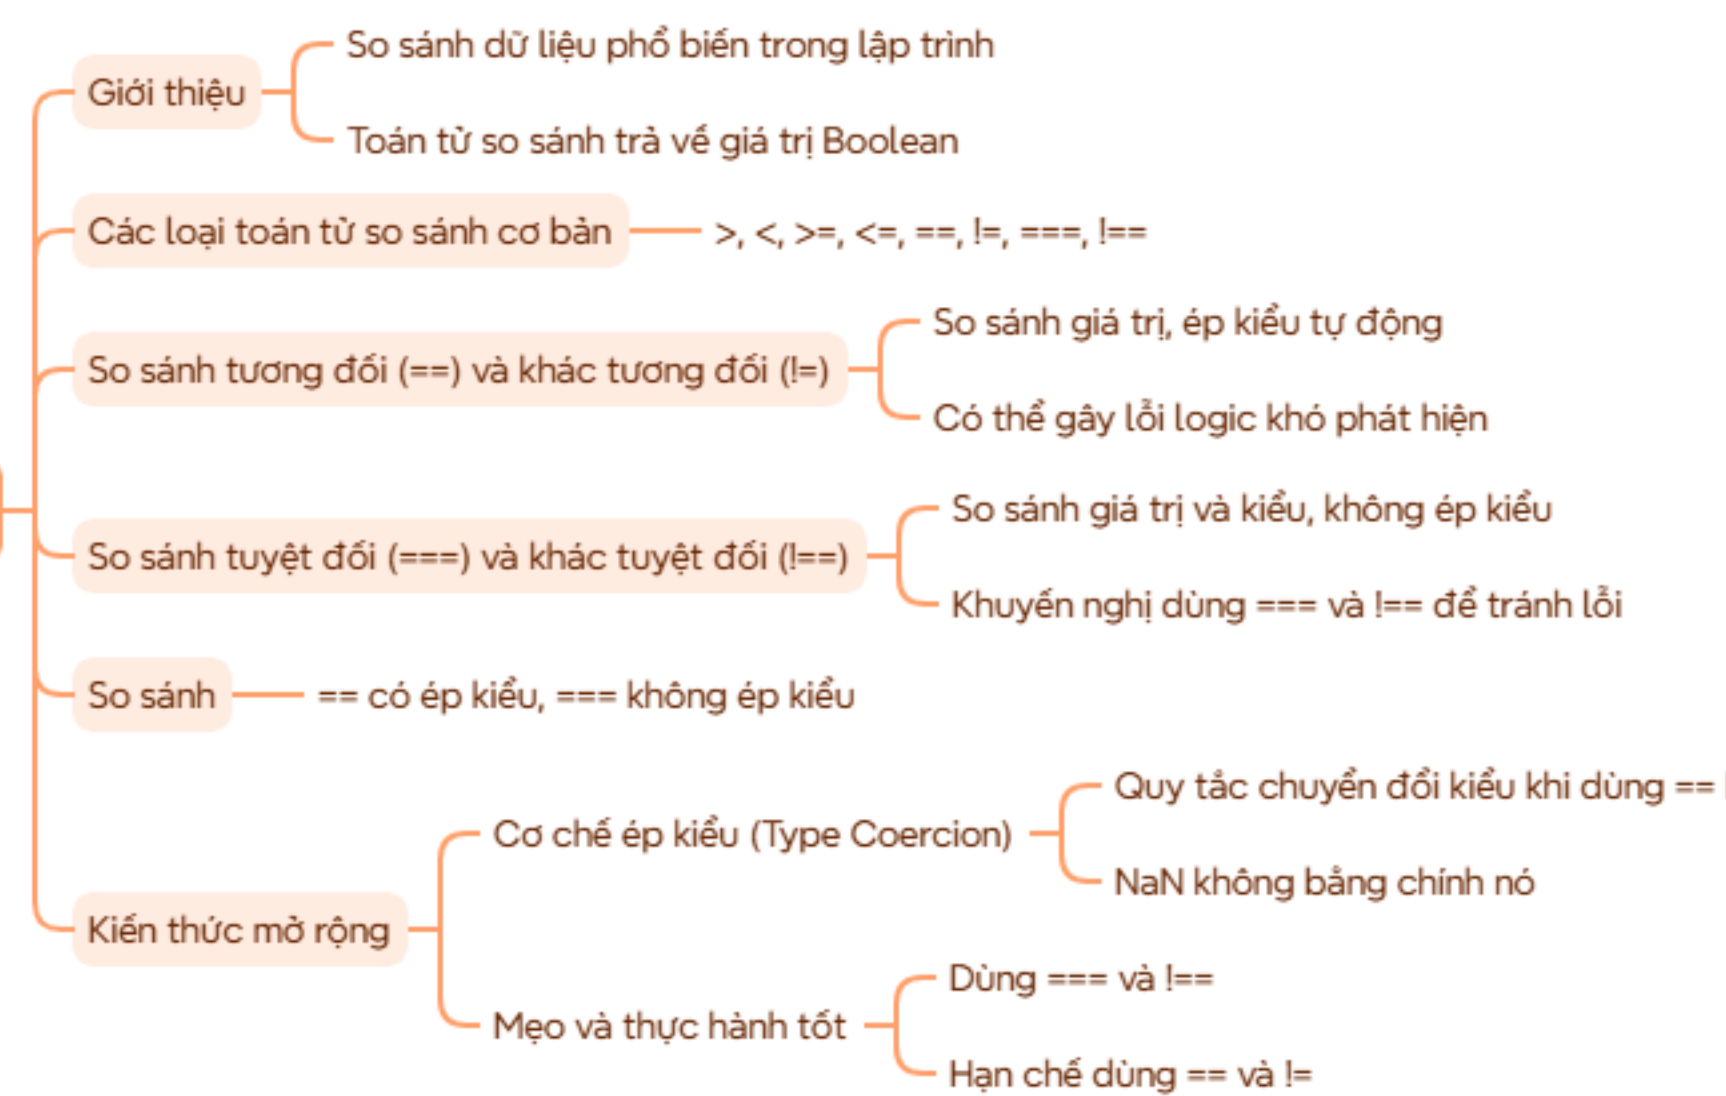 Giới thiệu
So sánh dữ liệu phổ biến trong lập trình
Toán tử so sánh trả về giá trị Boolean
Các loại toán tử so sánh cơ bản
>, <, >=, <=, ==, !=, ===, !==
So sánh tương đối (==) và khác tương đối (!=)
So sánh giá trị, ép kiểu tự động
Có thể gây lỗi logic khó phát hiện
So sánh tuyệt đối (===) và khác tuyệt đối (!==)
So sánh giá trị và kiểu, không ép kiểu
Khuyến nghị dùng === và !== để tránh lỗi
So sánh
== có ép kiểu, === không ép kiểu
Kiến thức mở rộng
Cơ chế ép kiểu (Type Coercion)
Quy tắc chuyển đổi kiểu khi dùng ==
NaN không bằng chính nó
Mẹo và thực hành tốt
Dùng === và !==
Hạn chế dùng == và !=